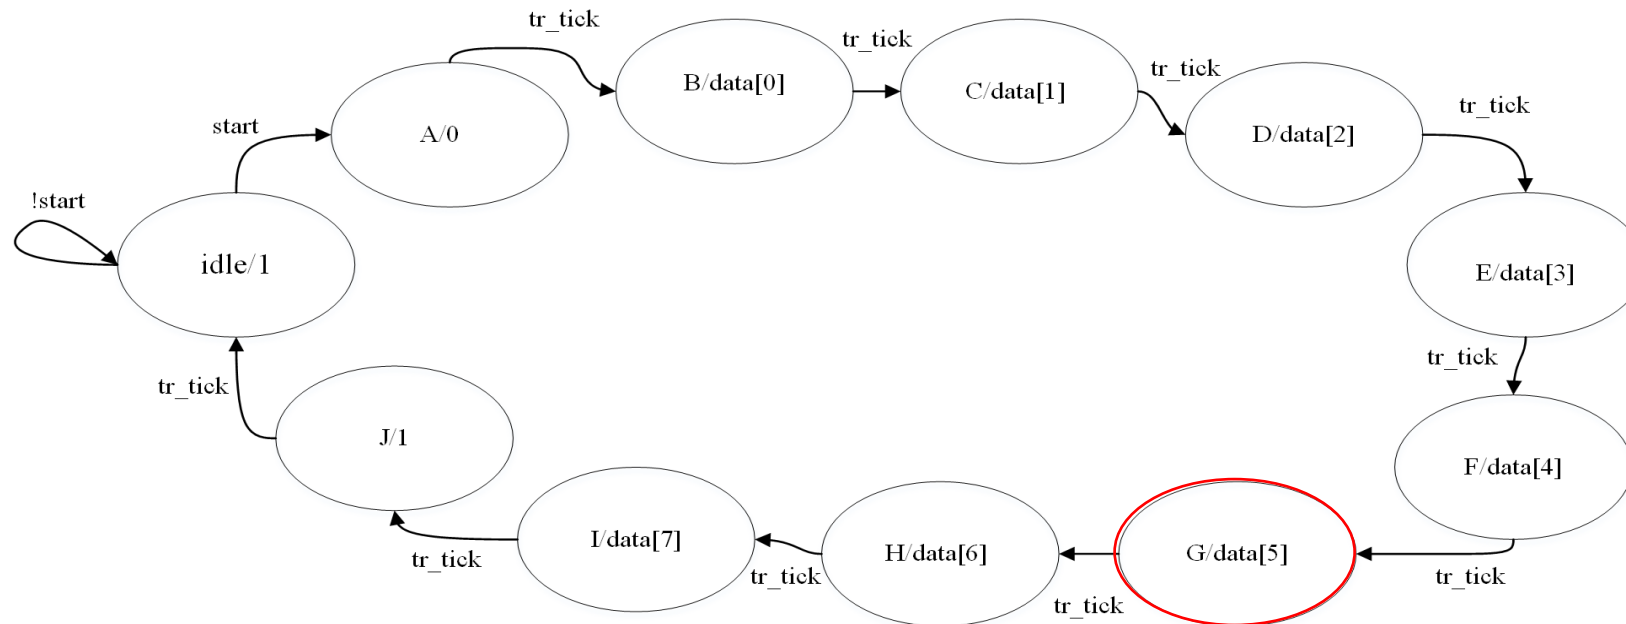 tr_tick
B/data[0]
tr_tick
C/data[1]
tr_tick
D/data[2]
tr_tick
start
A/0
!start
idle/1
E/data[3]
tr_tick
tr_tick
J/1
F/data[4]
I/data[7]
H/data[6]
G/data[5]
tr_tick
tr_tick
tr_tick
tr_tick